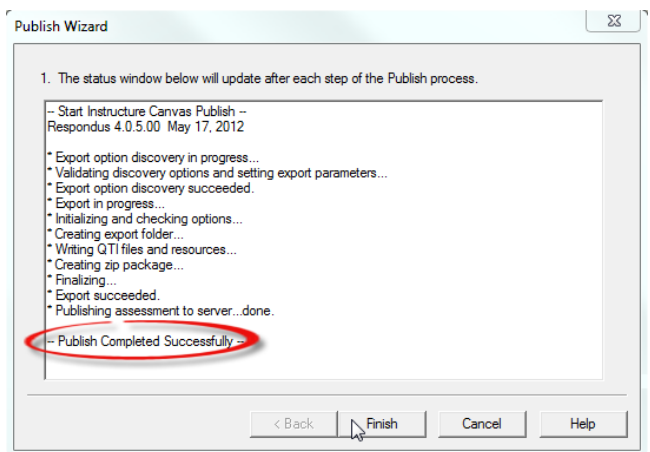 Publish Wizard
1. The status window below will update after each step of the Publish process.
-- Start Instructure Canvas Publish --
Respondus 4.0.5.00 May 17, 2012
* Export option discovery in progress...
* Validating discovery options and setting export parameters...
* Export option discovery succeeded.
* Export in progress...
* Initializing and checking options...
* Creating export folder...
* Writing QTI files and resources...
* Creating zip package...
* Finalizing...
* Export succeeded.
* Publishing assessment to server...done.
-- Publish Completed Successfully --
< Back Finish Cancel Help